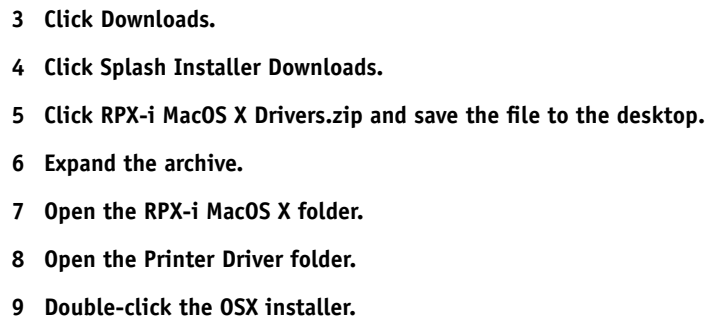 3 Click Downloads.
4 Click Splash Installer Downloads.
5 Click RPX-i MacOS X Drivers.zip and save the file to the desktop.
6 Expand the archive.
7 Open the RPX-i MacOS X folder.
8 Open the Printer Driver folder.
9 Double-click the OSX installer.